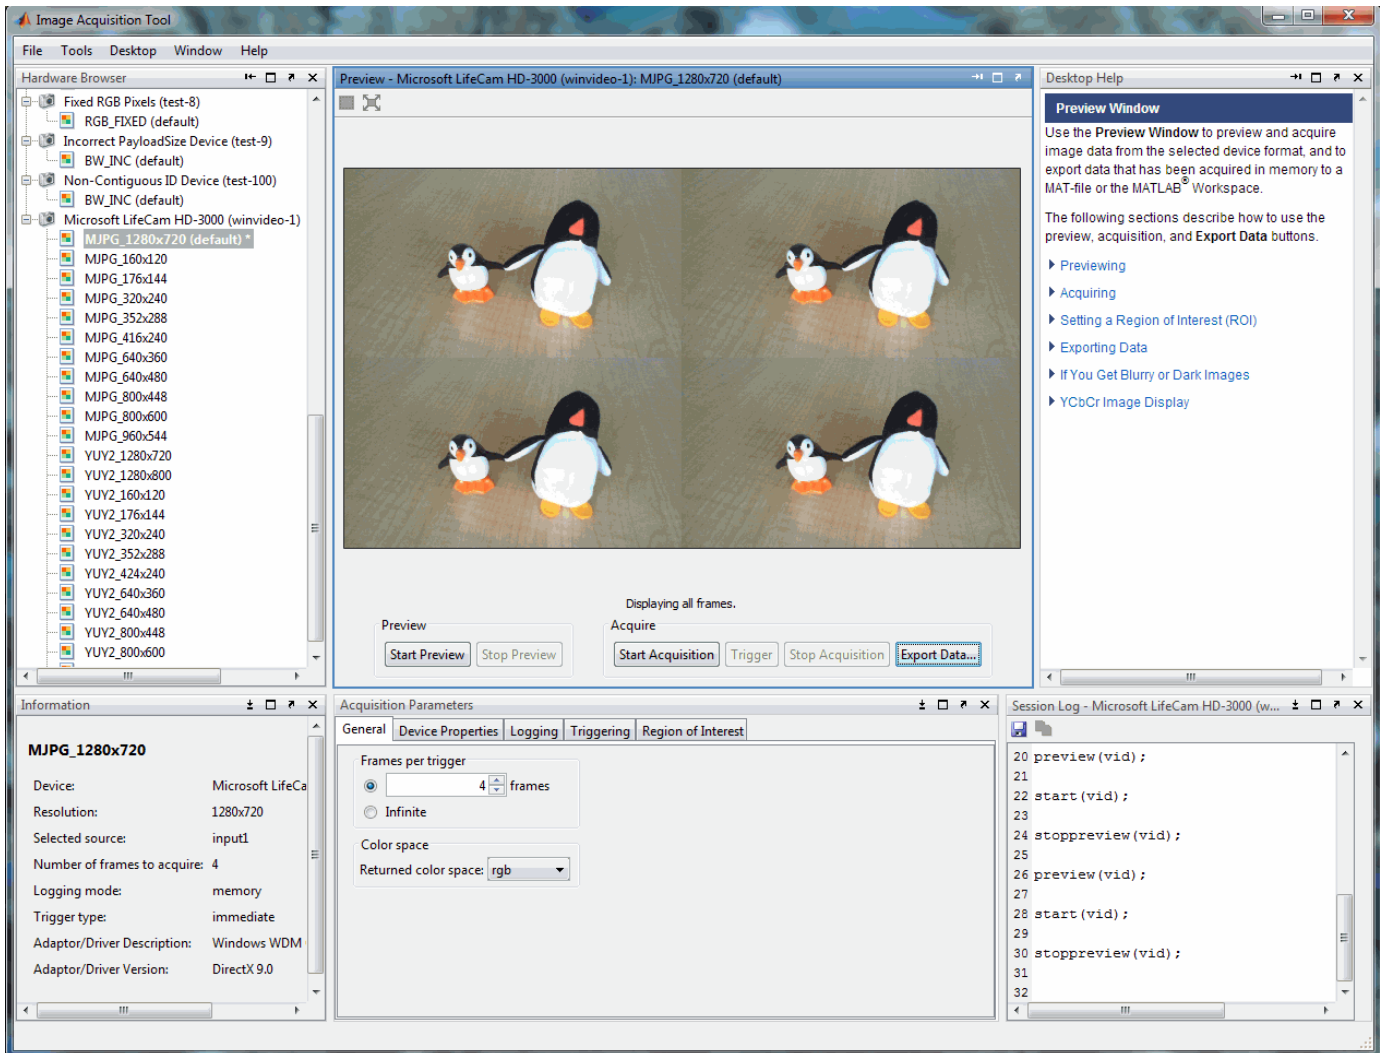 Image Acquisition Tool
File Tools Desktop Window Help
Hardware Browser
Fixed RGB Pixels (test-8)
RGB_FIXED (default)
Incorrect PayloadSize Device (test-9)
BW_INC (default)
Non-Contiguous ID Device (test-100)
BW_INC (default)
Microsoft LifeCam HD-3000 (winvideo-1)
MJPG_1280x720 (default) *
MJPG_160x120
MJPG_176x144
MJPG_320x240
MJPG_352x288
MJPG_416x240
MJPG_640x360
MJPG_640x480
MJPG_800x448
MJPG_800x600
MJPG_960x544
YUY2_1280x720
YUY2_1280x800
YUY2_160x120
YUY2_176x144
YUY2_320x240
YUY2_352x288
YUY2_424x240
YUY2_640x360
YUY2_640x480
YUY2_800x448
YUY2_800x600
Preview - Microsoft LifeCam HD-3000 (winvideo-1): MJPG_1280x720 (default)
Displaying all frames.
Preview
Start Preview Stop Preview
Acquire
Start Acquisition Trigger Stop Acquisition Export Data...
Desktop Help
Preview Window
Use the Preview Window to preview and acquire
image data from the selected device format, and to
export data that has been acquired in memory to a
MAT-file or the MATLAB® Workspace.
The following sections describe how to use the
preview, acquisition, and Export Data buttons.
Previewing
Acquiring
Setting a Region of Interest (ROI)
Exporting Data
If You Get Blurry or Dark Images
YCbCr Image Display
Information
MJPG_1280x720
Device: Microsoft LifeCa
Resolution: 1280x720
Selected source: input1
Number of frames to acquire: 4
Logging mode: memory
Trigger type: immediate
Adaptor/Driver Description: Windows WDM
Adaptor/Driver Version: DirectX 9.0
Acquisition Parameters
General Device Properties Logging Triggering Region of Interest
Frames per trigger
4 frames
Infinite
Color space
Returned color space: rgb
Session Log - Microsoft LifeCam HD-3000 (w...
20 preview(vid);
21
22 start(vid);
23
24 stoppreview(vid);
25
26 preview(vid);
27
28 start(vid);
29
30 stoppreview(vid);
31
32